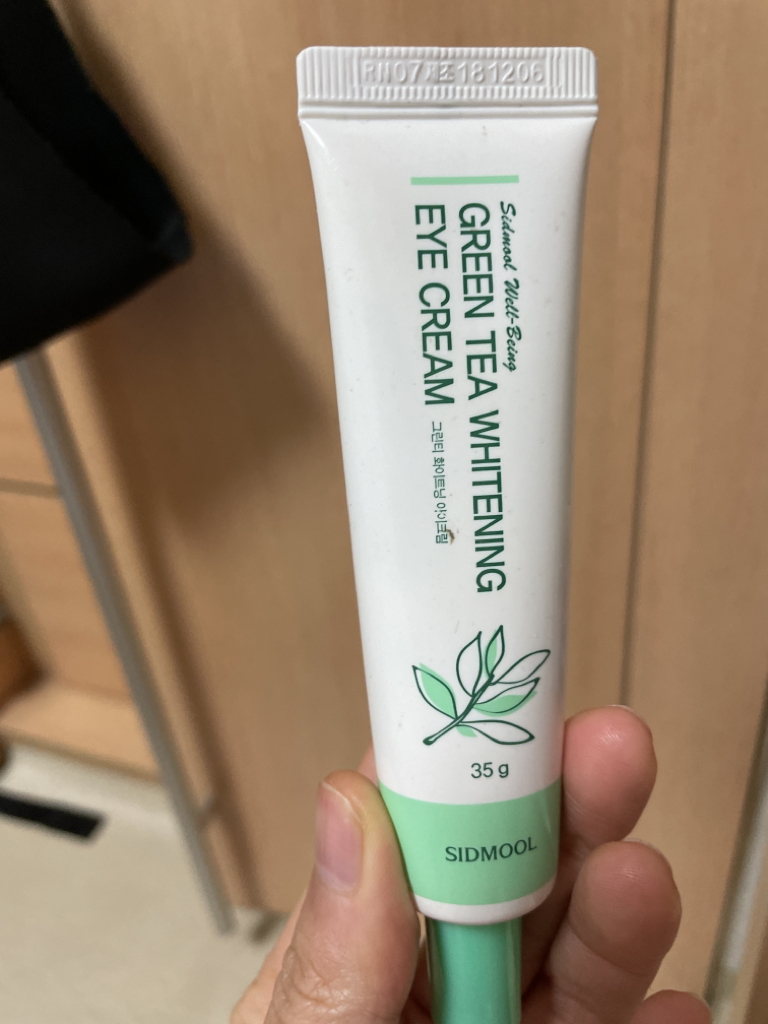 RN07제조181206
Sidmool Well-Being
GREEN TEA WHITENING
EYE CREAM
그린티 화이트닝 아이크림
35 g
SIDMOOL